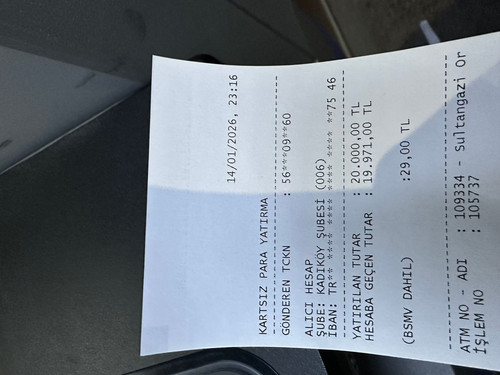 14/01/2026, 23:16
KARTSIZ PARA YATIRMA
GÖNDEREN TCKN : 56***09**60
ALICI HESAP
ŞUBE: KADIKÖY ŞUBESİ (006)
IBAN: TR** **** **** **** **** **75 46
YATIRILAN TUTAR : 20.000,00 TL
HESABA GEÇEN TUTAR : 19.971,00 TL
:29,00 TL
(BSMV DAHIL)
ATM NO - ADI : 109334 - Sultangazi Or
İŞLEM NO : 105737